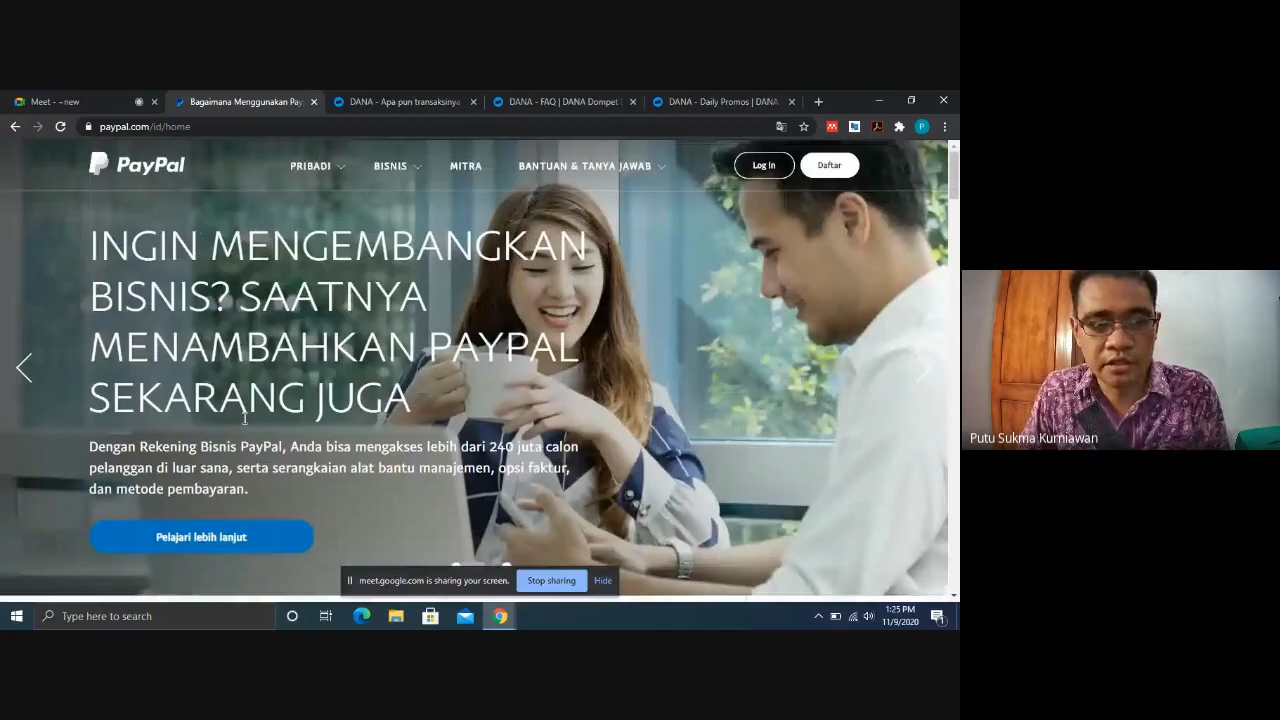 Meet - ~new
Bagaimana Menggunakan Pay
DANA - Apa pun transaksinya
DANA - FAQ | DANA Dompet
DANA - Daily Promos | DANA
paypal.com/id/home
P
PayPal
PRIBADI
BISNIS
MITRA
BANTUAN & TANYA JAWAB
Log In
Daftar
INGIN MENGEMBANGKAN
BISNIS? SAATNYA
MENAMBAHKAN PAYPAL
SEKARANG JUGA
Dengan Rekening Bisnis PayPal, Anda bisa mengakses lebih dari 240 juta calon
pelanggan di luar sana, serta serangkaian alat bantu manajemen, opsi faktur,
dan metode pembayaran.
Pelajari lebih lanjut
meet.google.com is sharing your screen.
Stop sharing
Hide
Type here to search
1:25 PM
11/9/2020
1
Putu Sukma Kurniawan